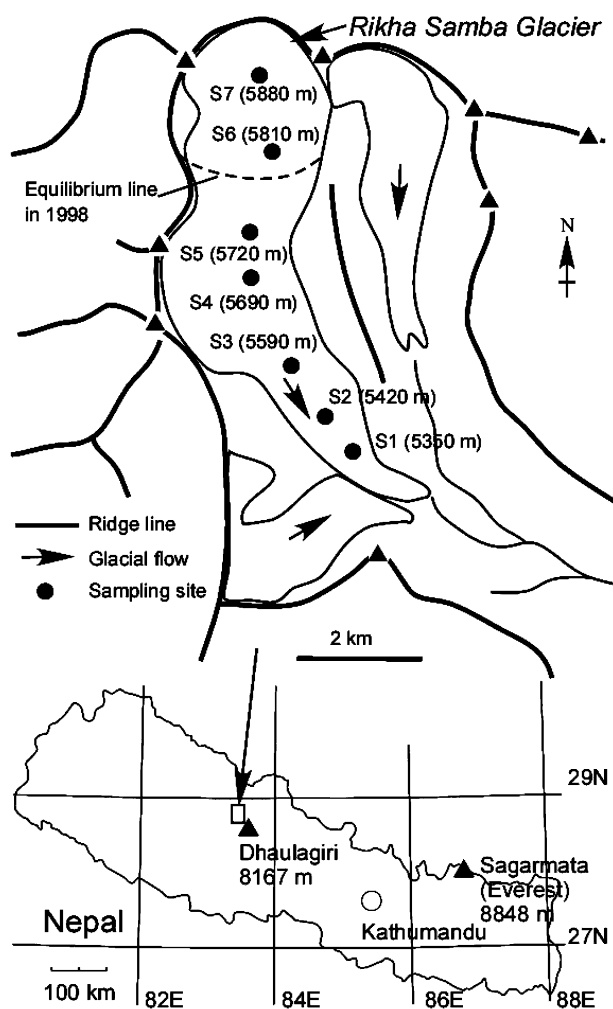 Rikha Samba Glacier
S7 (5880 m)
S6 (5810 m)
Equilibrium line
in 1998
N
S5 (5720 m)
S4 (5690 m)
S3 (5590 m)
S2 (5420 m)
S1 (5350 m)
Ridge line
Glacial flow
Sampling site
2 km
29N
Dhaulagiri
8167 m
Sagarmata
(Everest)
8848 m
Kathumandu
Nepal
27N
100 km
82E
84E
86E
88E